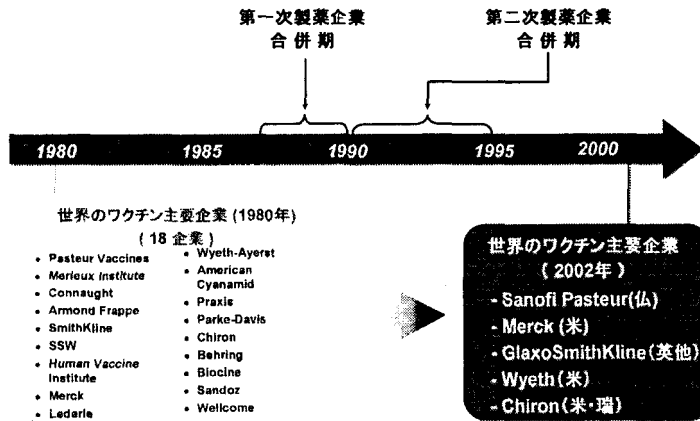 第一次製薬企業
合併期
第二次製薬企業
合併期
1980
1985
1990
1995
2000
世界のワクチン主要企業 (1980年)
( 18 企業 )
• Pasteur Vaccines
• Merieux Institute
• Connaught
• Armond Frappe
• SmithKline
• SSW
• Human Vaccine
Institute
• Merck
• Lederle
• Wyeth-Ayerst
• American
Cyanamid
• Praxis
• Parke-Davis
• Chiron
• Behring
• Biocine
• Sandoz
• Wellcome
世界のワクチン主要企業
( 2002年 )
- Sanofi Pasteur(仏)
- Merck (米)
- GlaxoSmithKline(英他)
- Wyeth(米)
- Chiron(米・瑞)